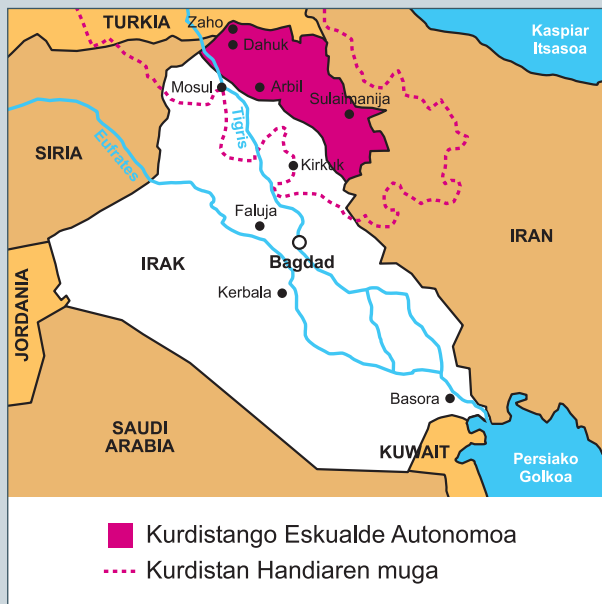 TURKIA
Zaho
Dahuk
Kaspiar
Itsasoa
Mosul
Arbil
Sulaimanija
Tigris
Eufrates
SIRIA
Kirkuk
Faluja
IRAN
IRAK
Bagdad
Kerbala
JORDANIA
Basora
SAUDI
ARABIA
KUWAIT
Persiako
Golkoa
Kurdistango Eskualde Autonomoa
Kurdistan Handiaren muga